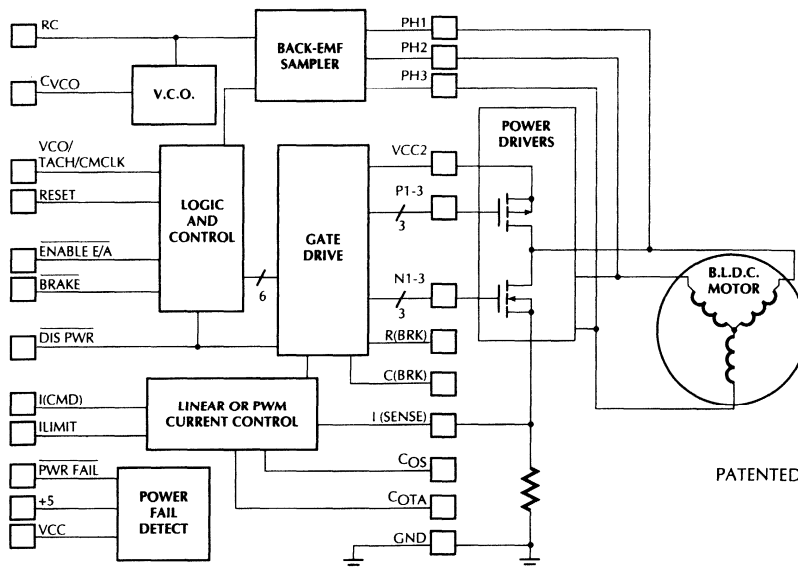 RC
BACK-EMF
SAMPLER
PH1
PH2
PH3
CVCO
V.C.O.
POWER
DRIVERS
VCO/
TACH/CMCLK
RESET
LOGIC
AND
CONTROL
GATE
DRIVE
VCC2
P1-3
3
ENABLE E/A
BRAKE
6
N1-3
3
B.L.D.C.
MOTOR
DIS PWR
R(BRK)
C(BRK)
I(CMD)
ILIMIT
LINEAR OR PWM
CURRENT CONTROL
I (SENSE)
PWR FAIL
+5
VCC
POWER
FAIL
DETECT
COS
COTA
GND
PATENTED